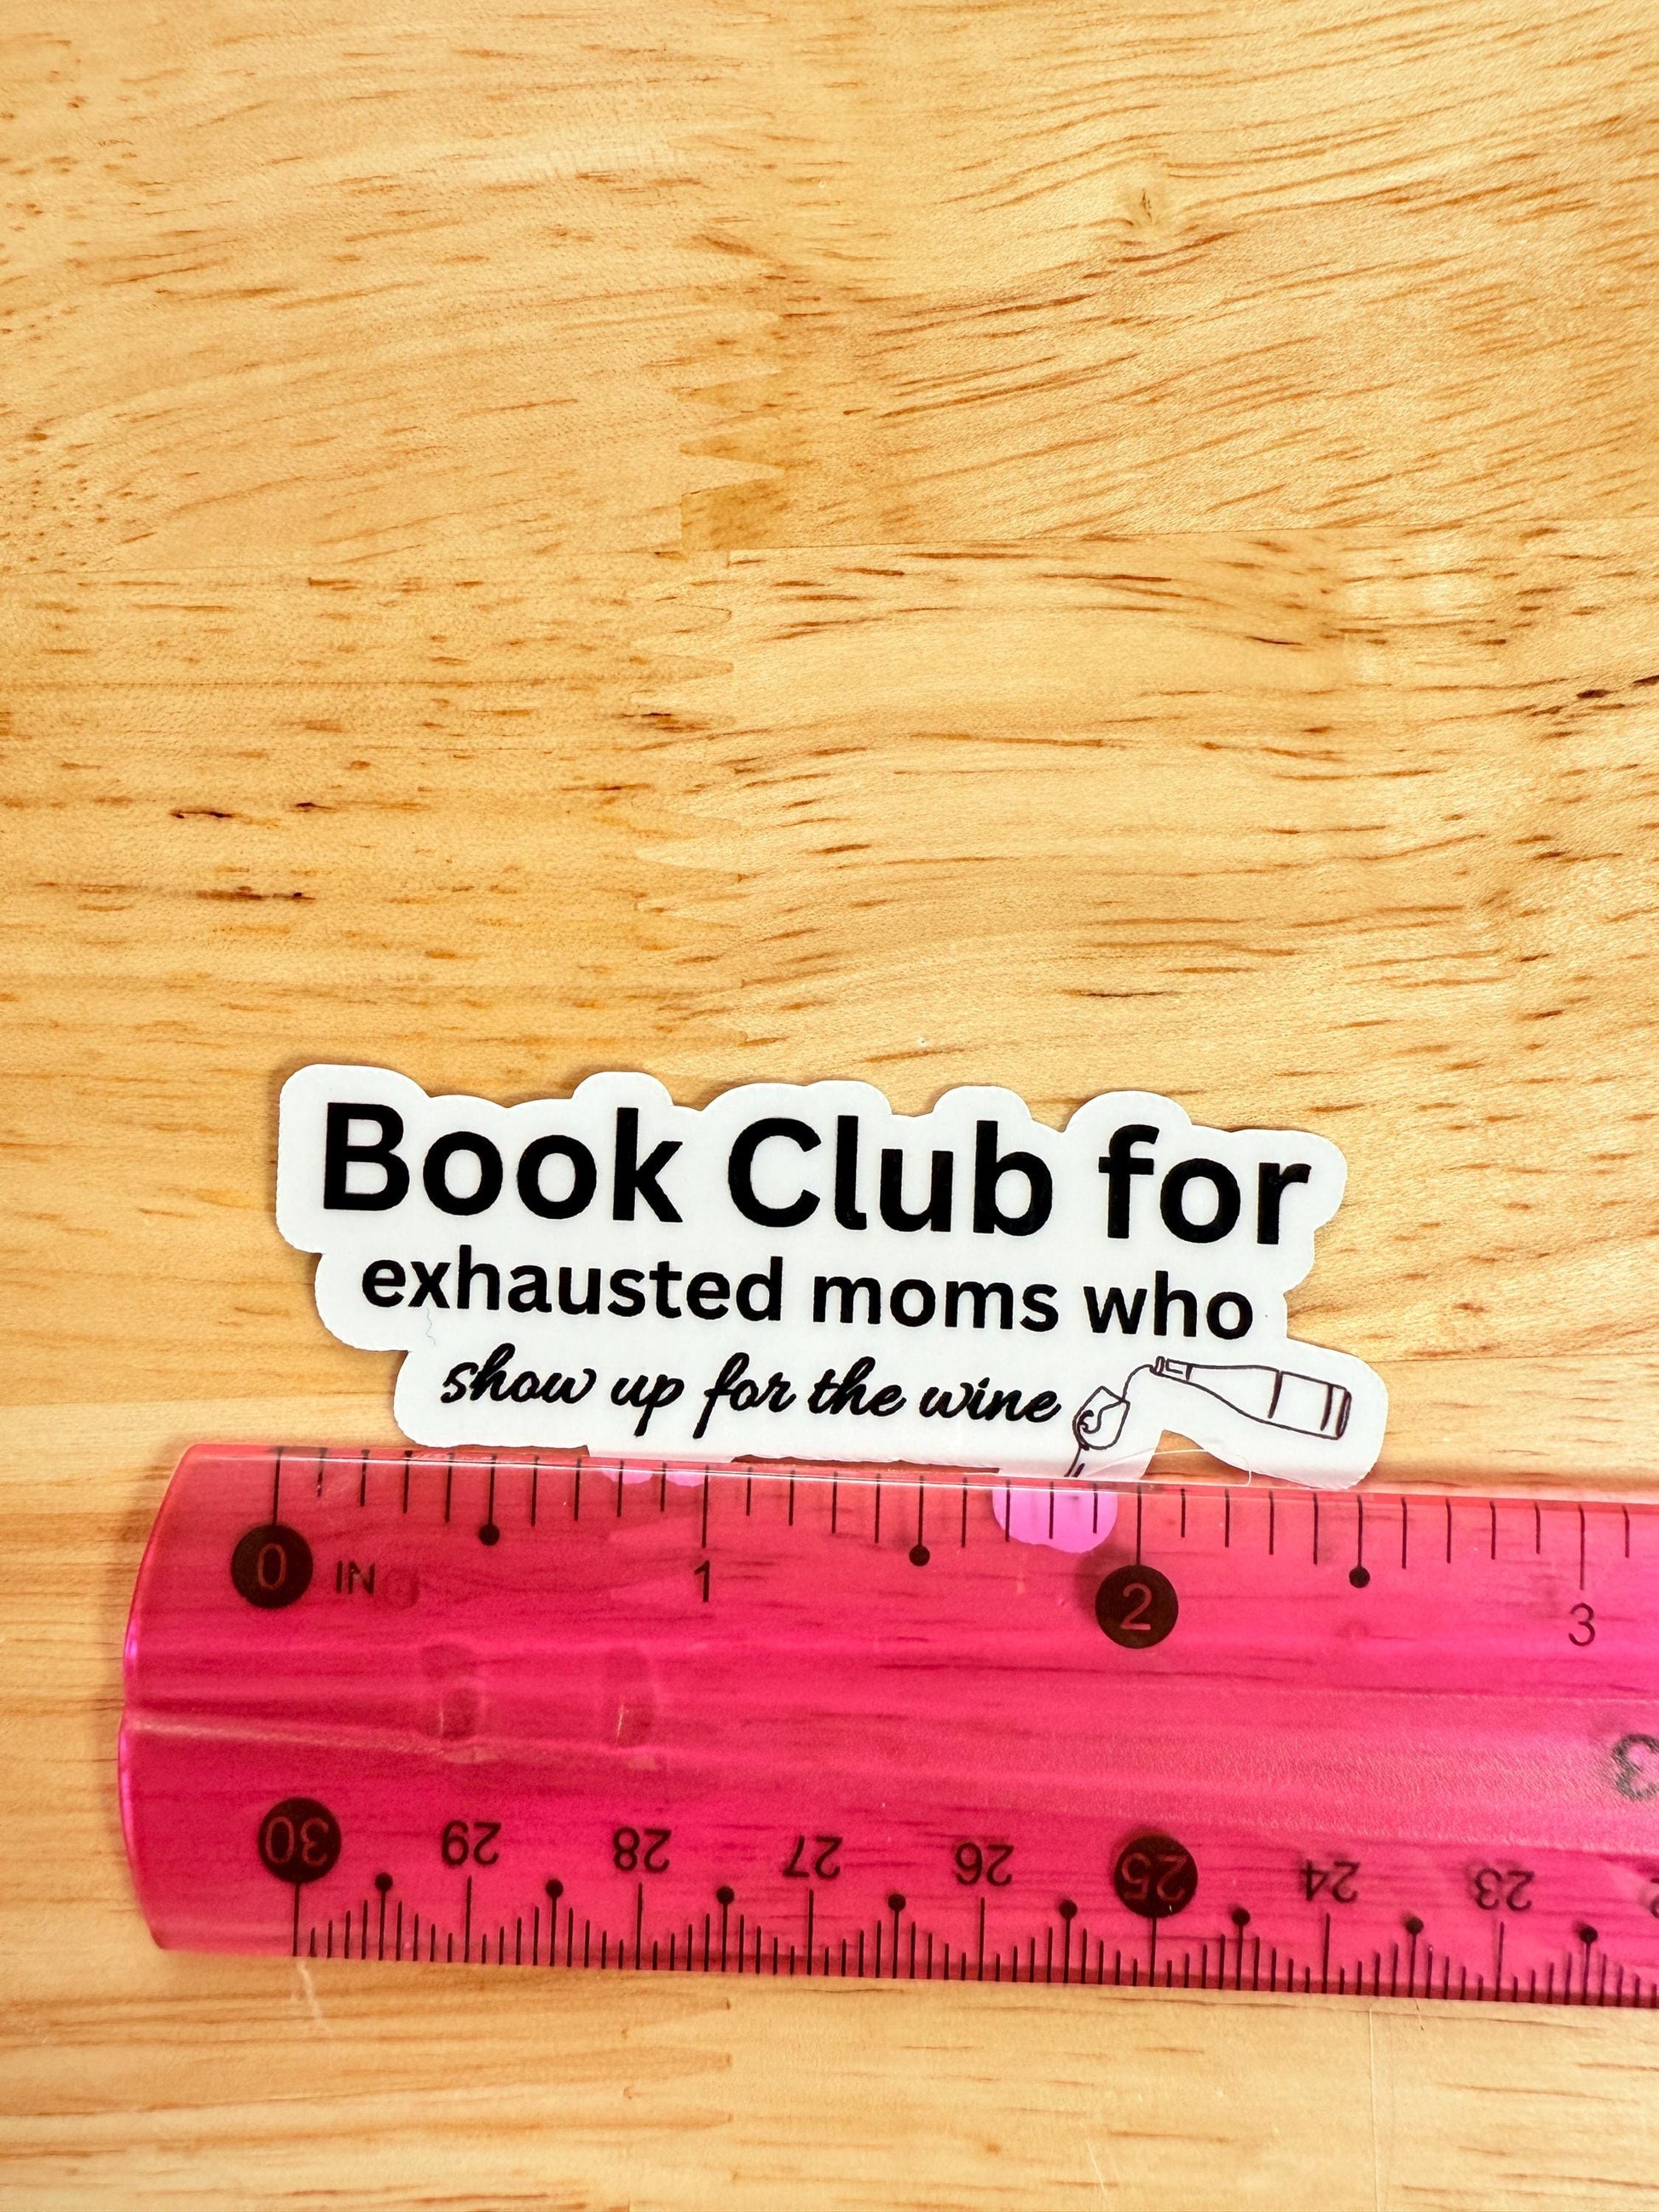 Book Club for
exhausted moms who
show up for the wine
0 IN 1 2 3
3
30 29 28 27 26 25 24 23